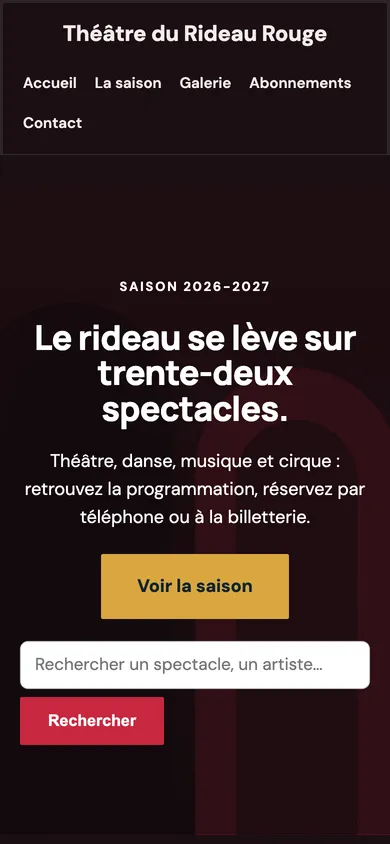 Théâtre du Rideau Rouge
Accueil La saison Galerie Abonnements
Contact
SAISON 2026-2027
Le rideau se lève sur
trente-deux
spectacles.
Théâtre, danse, musique et cirque :
retrouvez la programmation, réservez par
téléphone ou à la billetterie.
Voir la saison
Rechercher un spectacle, un artiste...
Rechercher